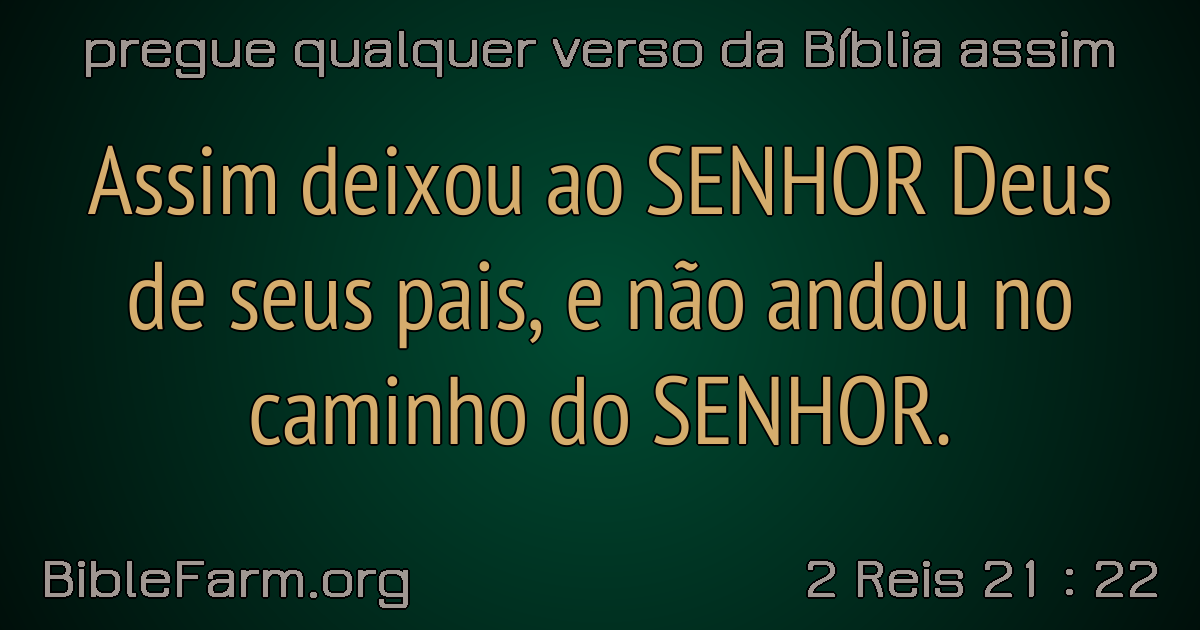 pregue qualquer verso da Bíblia assim
Assim deixou ao SENHOR Deus
de seus pais, e não andou no
caminho do SENHOR.
BibleFarm.org
2 Reis 21 : 22